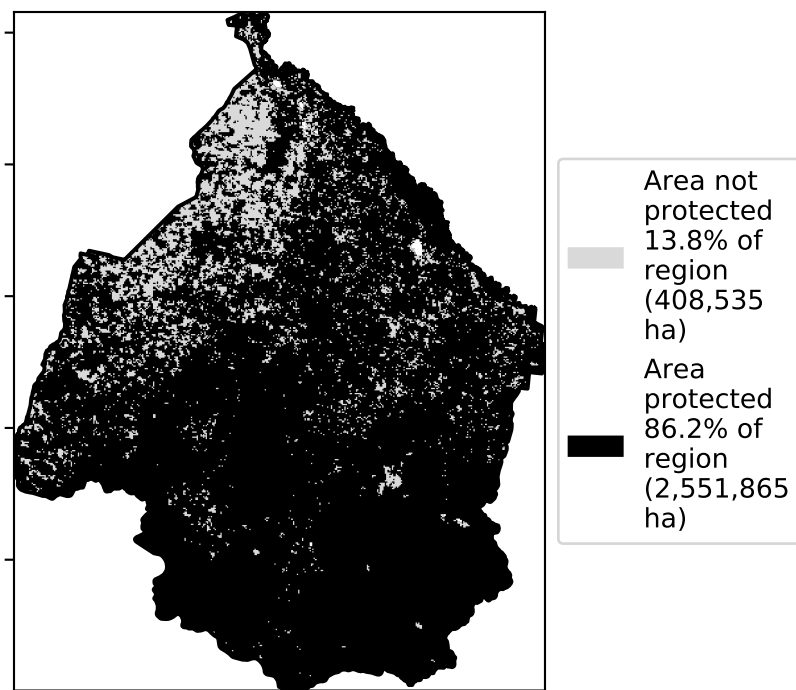 Area not
protected
13.8% of
region
(408,535
ha)
Area
protected
86.2% of
region
(2,551,865
ha)